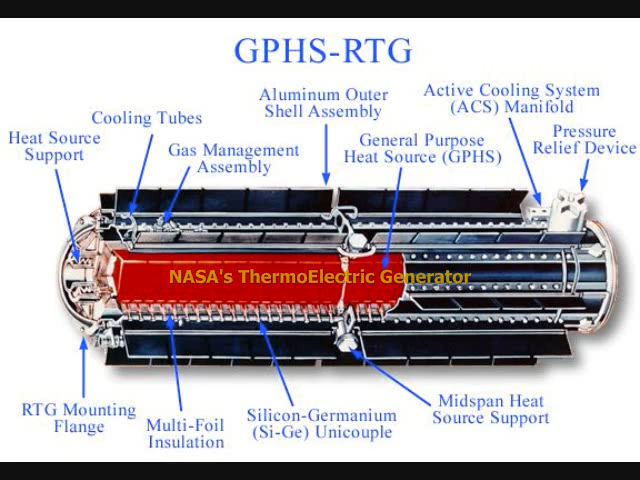 GPHS-RTG
Aluminum Outer
Shell Assembly
Active Cooling System
(ACS) Manifold
Cooling Tubes
Pressure
Relief Device
Heat Source
Support
Gas Management
Assembly
General Purpose
Heat Source (GPHS)
NASA's ThermoElectric Generator
RTG Mounting
Flange
Multi-Foil
Insulation
Silicon-Germanium
(Si-Ge) Unicouple
Midspan Heat
Source Support